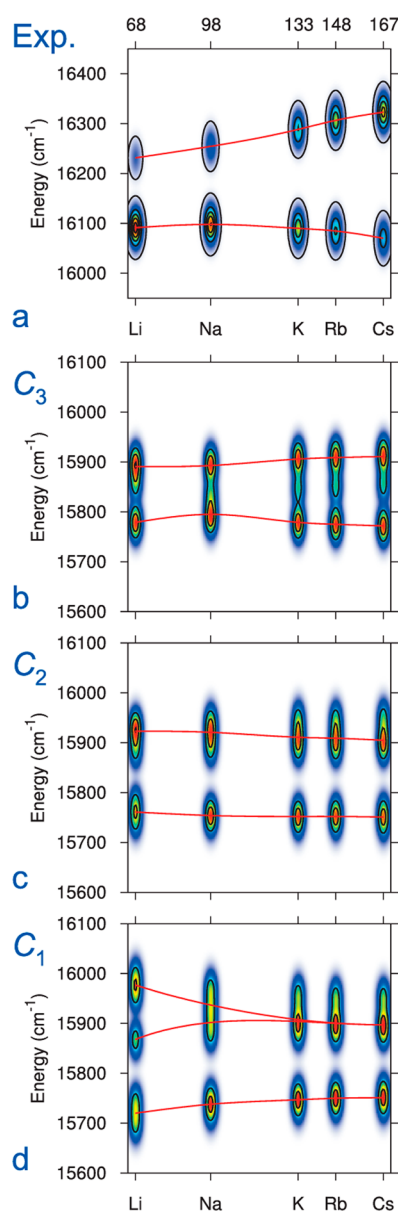 Exp.
68 98 133 148 167
16400
16300
16200
16100
16000
Energy (cm⁻¹)
a
Li Na K Rb Cs
C₃
16100
16000
15900
15800
15700
15600
Energy (cm⁻¹)
b
C₂
16100
16000
15900
15800
15700
15600
Energy (cm⁻¹)
c
C₁
16100
16000
15900
15800
15700
15600
Energy (cm⁻¹)
d
Li Na K Rb Cs